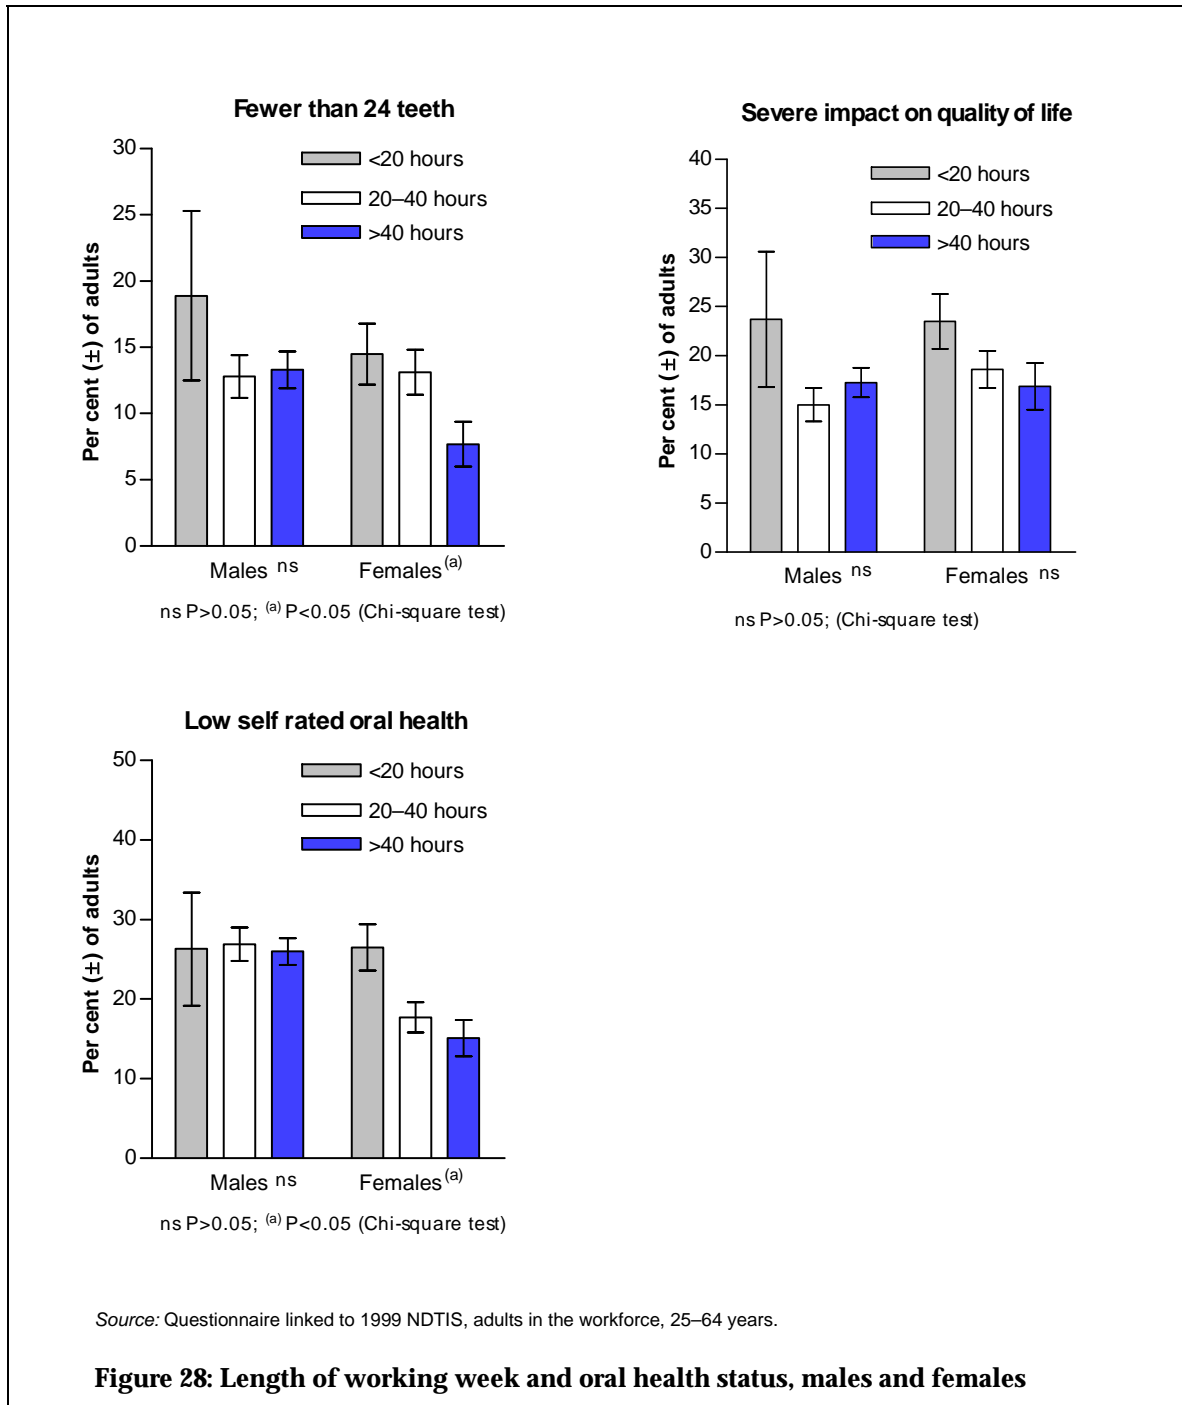 Fewer than 24 teeth
30
25
20
15
10
5
0
Per cent (±) of adults
<20 hours
20–40 hours
>40 hours
Males ns
Females (a)
ns P>0.05; (a) P<0.05 (Chi-square test)
Severe impact on quality of life
40
35
30
25
20
15
10
5
0
Per cent (±) of adults
<20 hours
20–40 hours
>40 hours
Males ns
Females ns
ns P>0.05; (Chi-square test)
Low self rated oral health
50
40
30
20
10
0
Per cent (±) of adults
<20 hours
20–40 hours
>40 hours
Males ns
Females (a)
ns P>0.05; (a) P<0.05 (Chi-square test)
Source: Questionnaire linked to 1999 NDTIS, adults in the workforce, 25–64 years.
Figure 28: Length of working week and oral health status, males and females